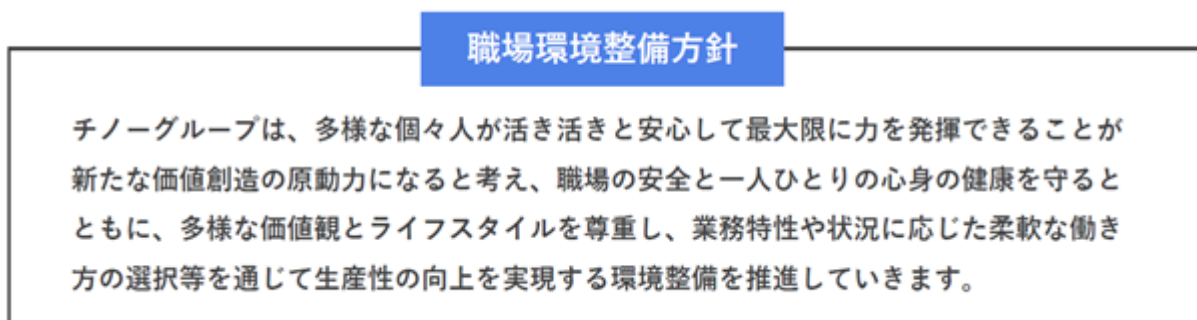 職場環境整備方針
チノーグループは、多様な個々人が活き活きと安心して最大限に力を発揮できることが
新たな価値創造の原動力になると考え、職場の安全と一人ひとりの心身の健康を守ると
ともに、多様な価値観とライフスタイルを尊重し、業務特性や状況に応じた柔軟な働き
方の選択等を通じて生産性の向上を実現する環境整備を推進していきます。